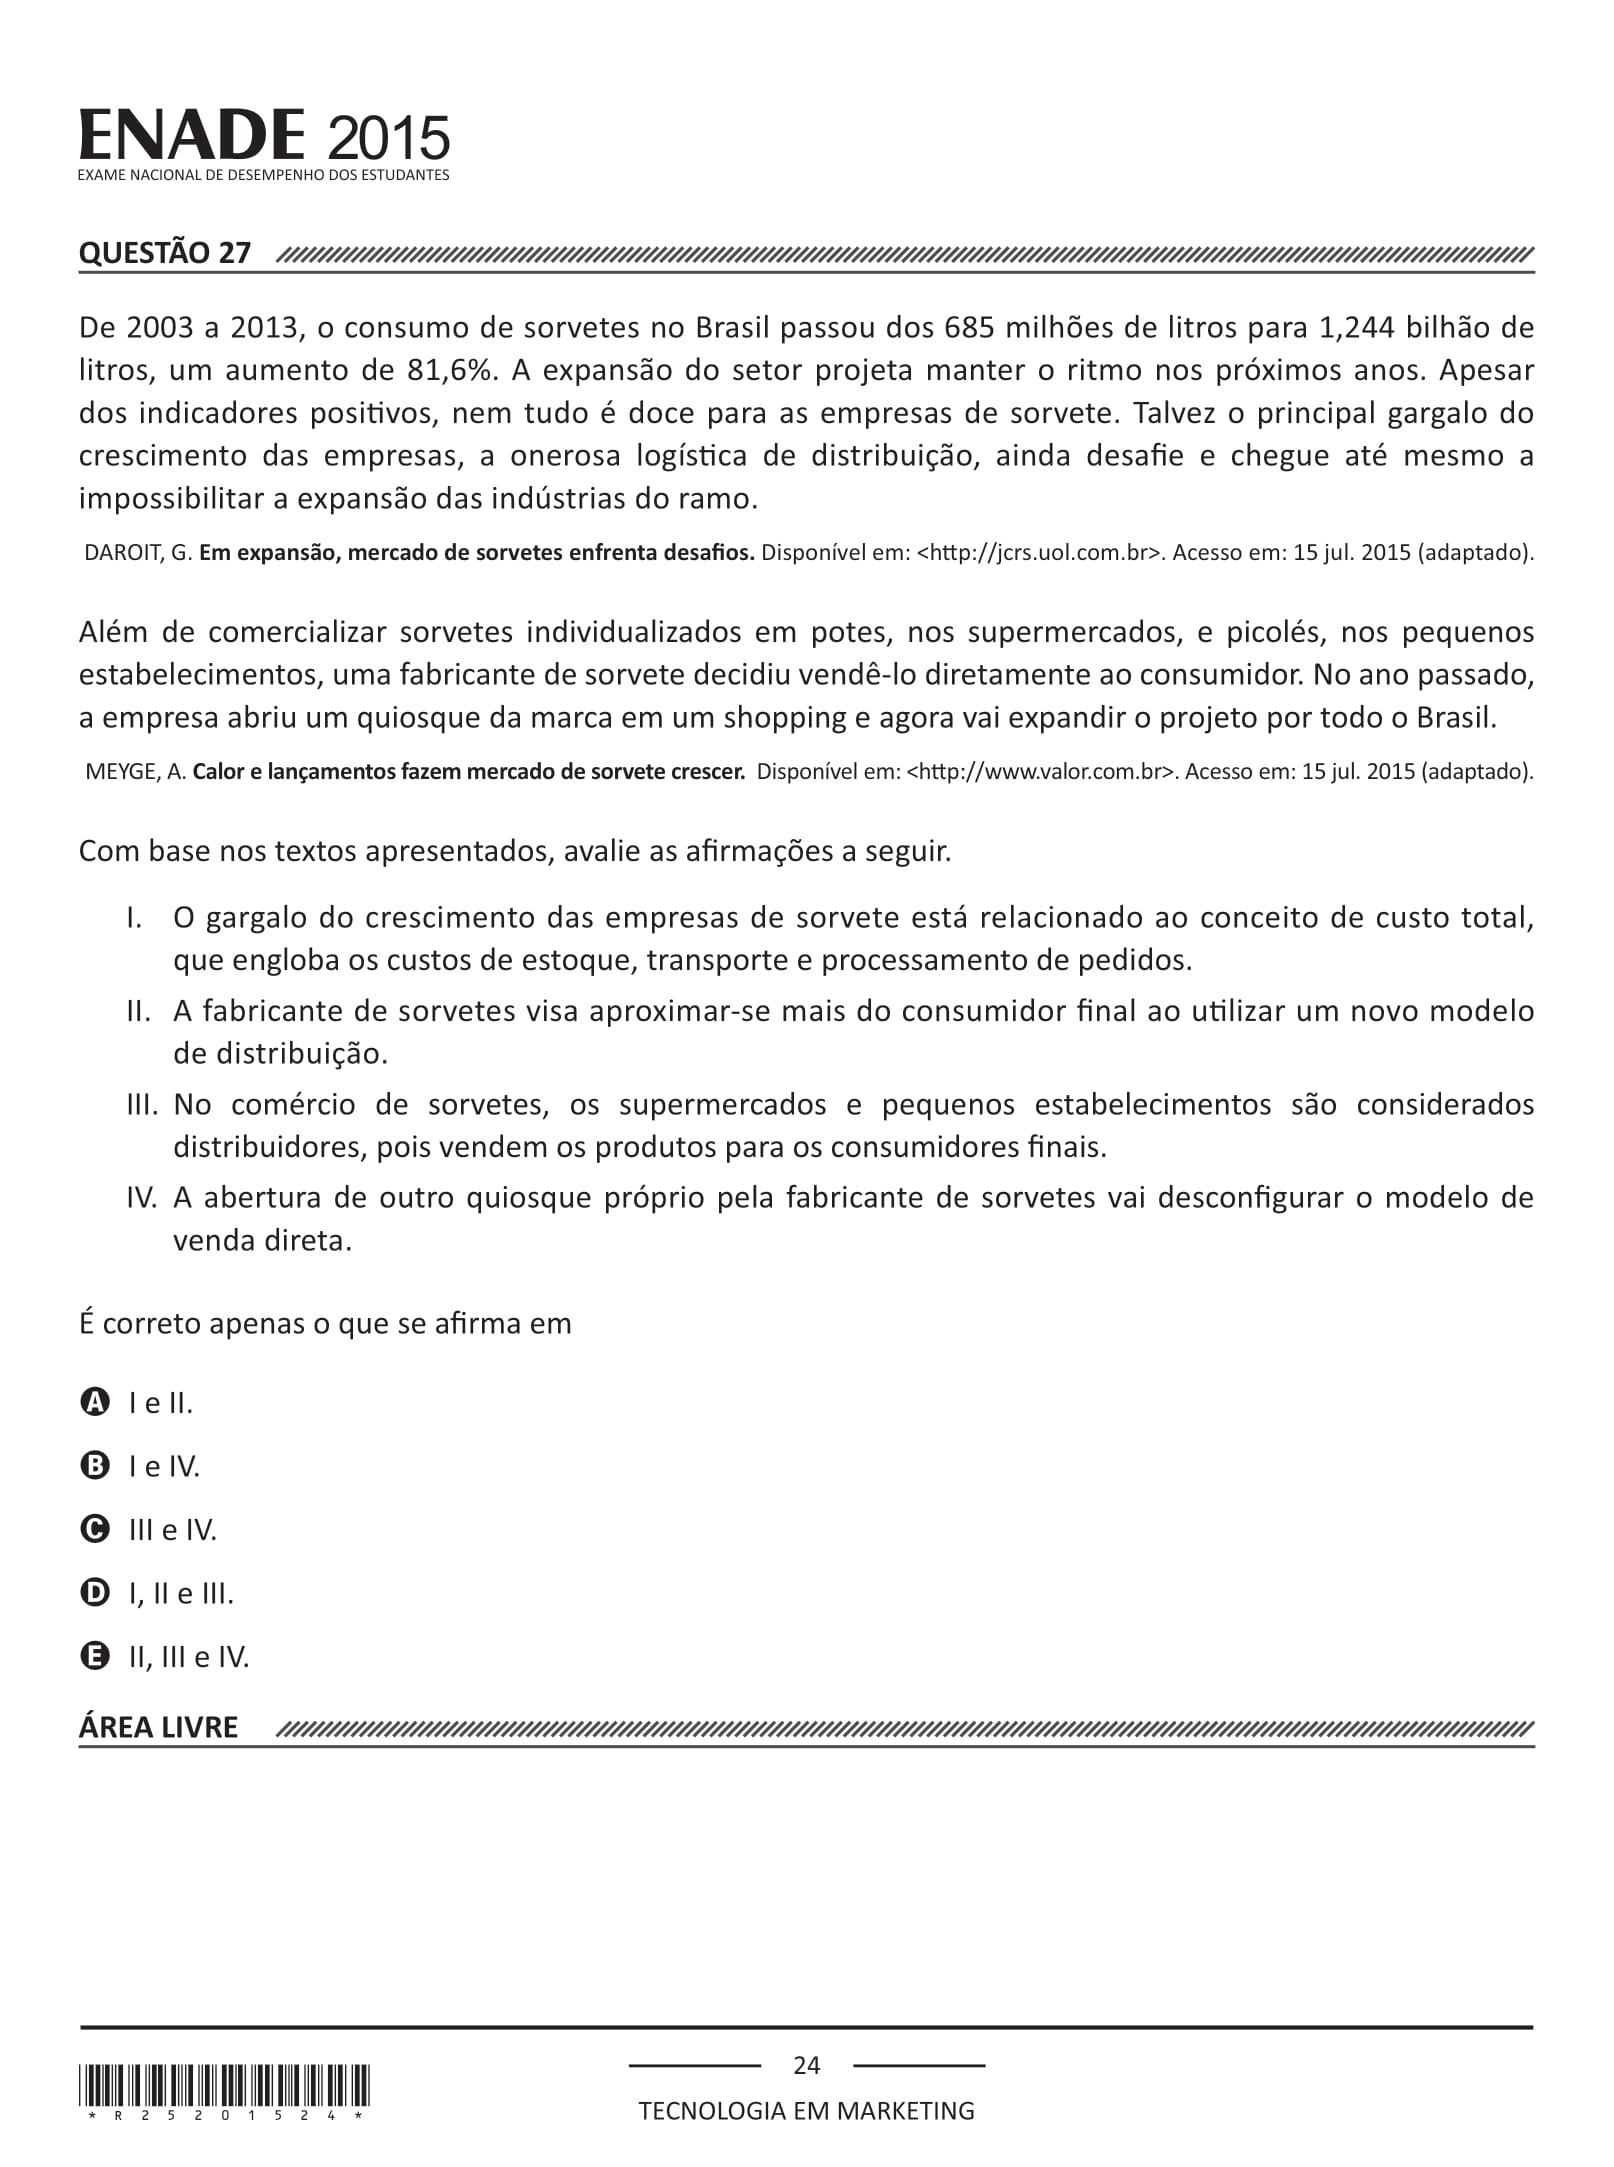 ENADE 2015
EXAME NACIONAL DE DESEMPENHO DOS ESTUDANTES
QUESTÃO 27
De 2003 a 2013, o consumo de sorvetes no Brasil passou dos 685 milhões de litros para 1,244 bilhão de
litros, um aumento de 81,6%. A expansão do setor projeta manter o ritmo nos próximos anos. Apesar
dos indicadores positivos, nem tudo é doce para as empresas de sorvete. Talvez o principal gargalo do
crescimento das empresas, a onerosa logística de distribuição, ainda desafie e chegue até mesmo a
impossibilitar a expansão das indústrias do ramo.
DAROIT, G. Em expansão, mercado de sorvetes enfrenta desafios. Disponível em: <http://jcrs.uol.com.br>. Acesso em: 15 jul. 2015 (adaptado).
Além de comercializar sorvetes individualizados em potes, nos supermercados, e picolés, nos pequenos
estabelecimentos, uma fabricante de sorvete decidiu vendê-lo diretamente ao consumidor. No ano passado,
a empresa abriu um quiosque da marca em um shopping e agora vai expandir o projeto por todo o Brasil.
MEYGE, A. Calor e lançamentos fazem mercado de sorvete crescer. Disponível em: <http://www.valor.com.br>. Acesso em: 15 jul. 2015 (adaptado).
Com base nos textos apresentados, avalie as afirmações a seguir.
I. O gargalo do crescimento das empresas de sorvete está relacionado ao conceito de custo total,
que engloba os custos de estoque, transporte e processamento de pedidos.
II. A fabricante de sorvetes visa aproximar-se mais do consumidor final ao utilizar um novo modelo
de distribuição.
III. No comércio de sorvetes, os supermercados e pequenos estabelecimentos são considerados
distribuidores, pois vendem os produtos para os consumidores finais.
IV. A abertura de outro quiosque próprio pela fabricante de sorvetes vai desconfigurar o modelo de
venda direta.
É correto apenas o que se afirma em
A I e II.
B I e IV.
C III e IV.
D I, II e III.
E II, III e IV.
ÁREA LIVRE
24
TECNOLOGIA EM MARKETING
* R 2 5 2 0 1 5 2 4 *